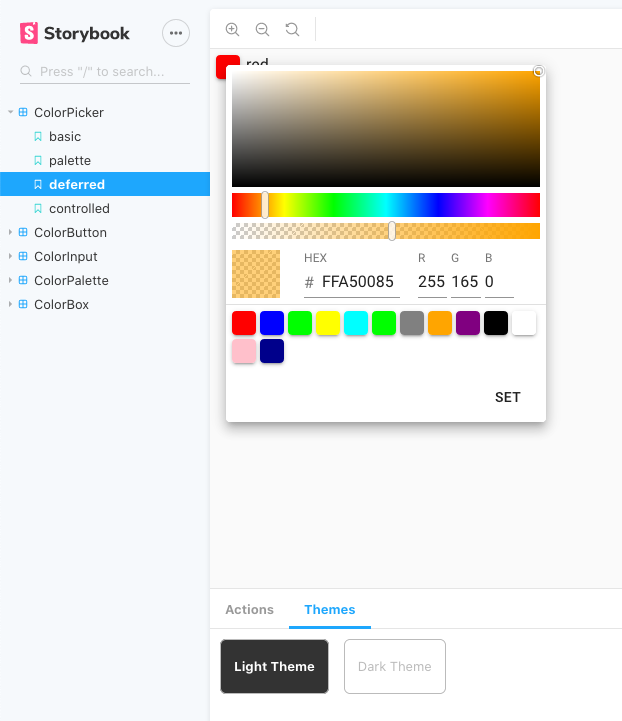 Storybook
Press "/" to search...
ColorPicker
basic
palette
deferred
controlled
ColorButton
ColorInput
ColorPalette
ColorBox
red
HEX R G B
# FFA50085 255 165 0
SET
Actions Themes
Light Theme Dark Theme